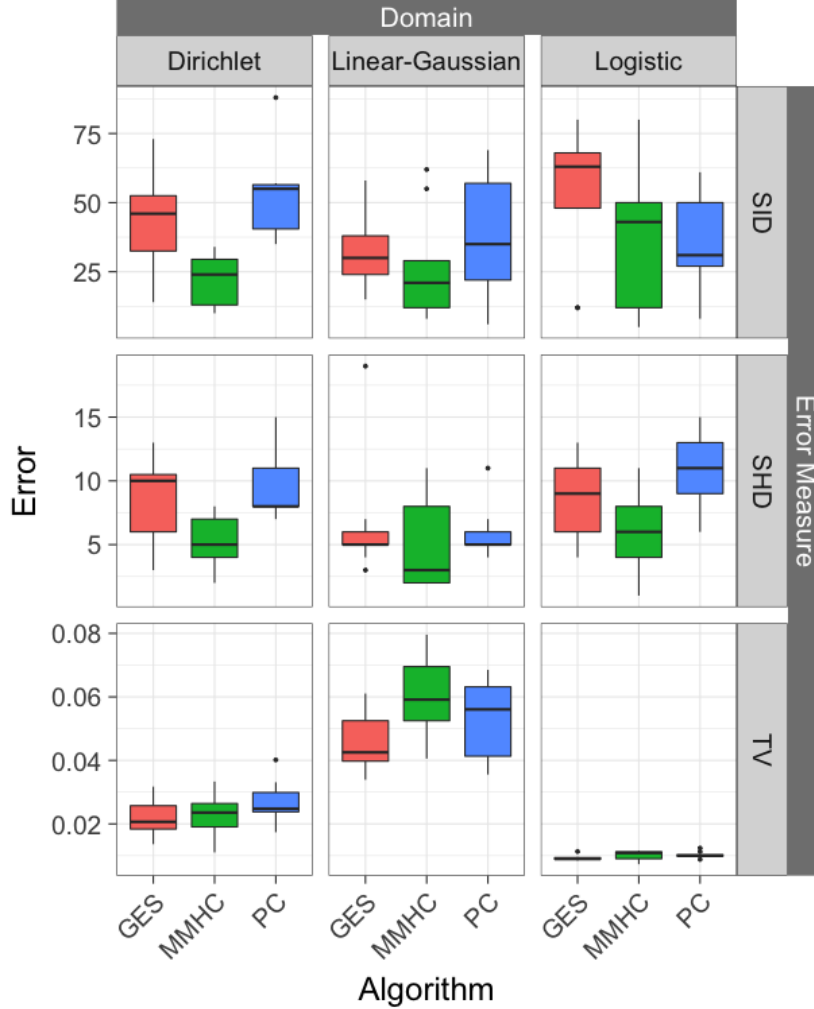 Domain
Dirichlet Linear-Gaussian Logistic
75
50
25
SID
15
10
5
SHD
0.08
0.06
0.04
0.02
TV
Error
Error Measure
GES MMHC PC GES MMHC PC GES MMHC PC
Algorithm